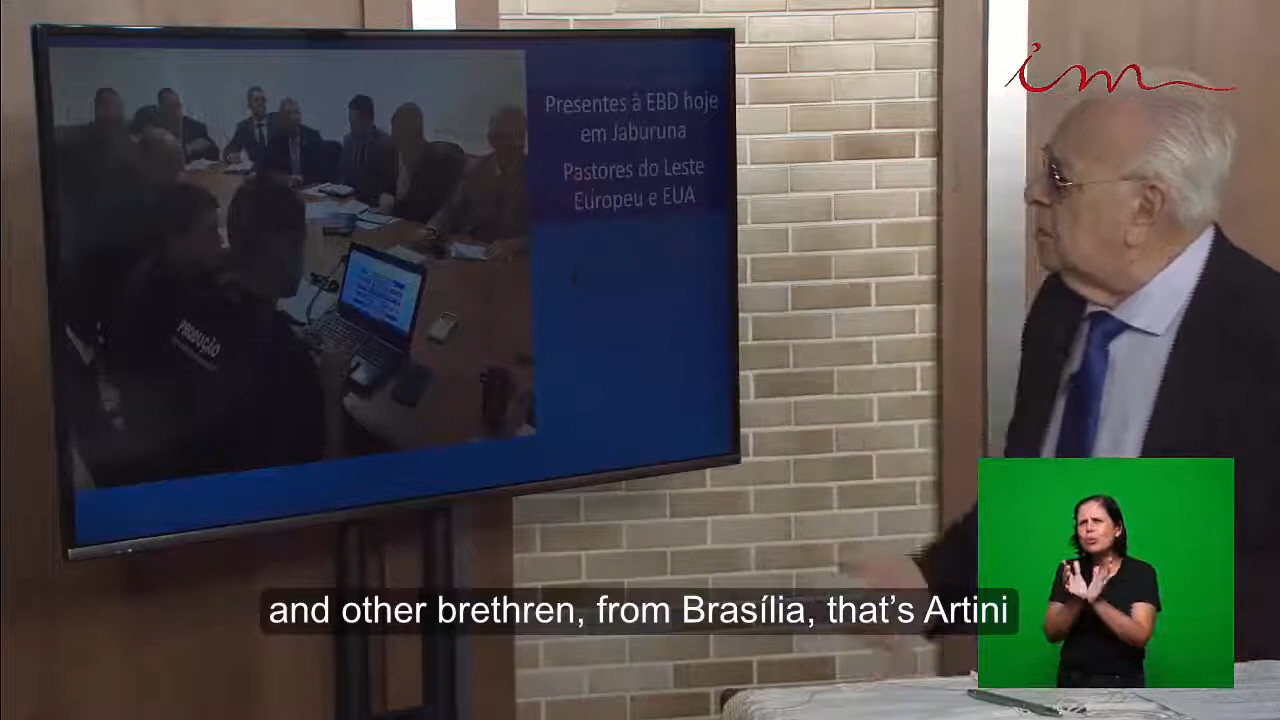 im
Presentes à EBD hoje
em Jaburuna
Pastores do Leste
Europeu e EUA
PRODUÇÃO
and other brethren, from Brasília, that's Artini